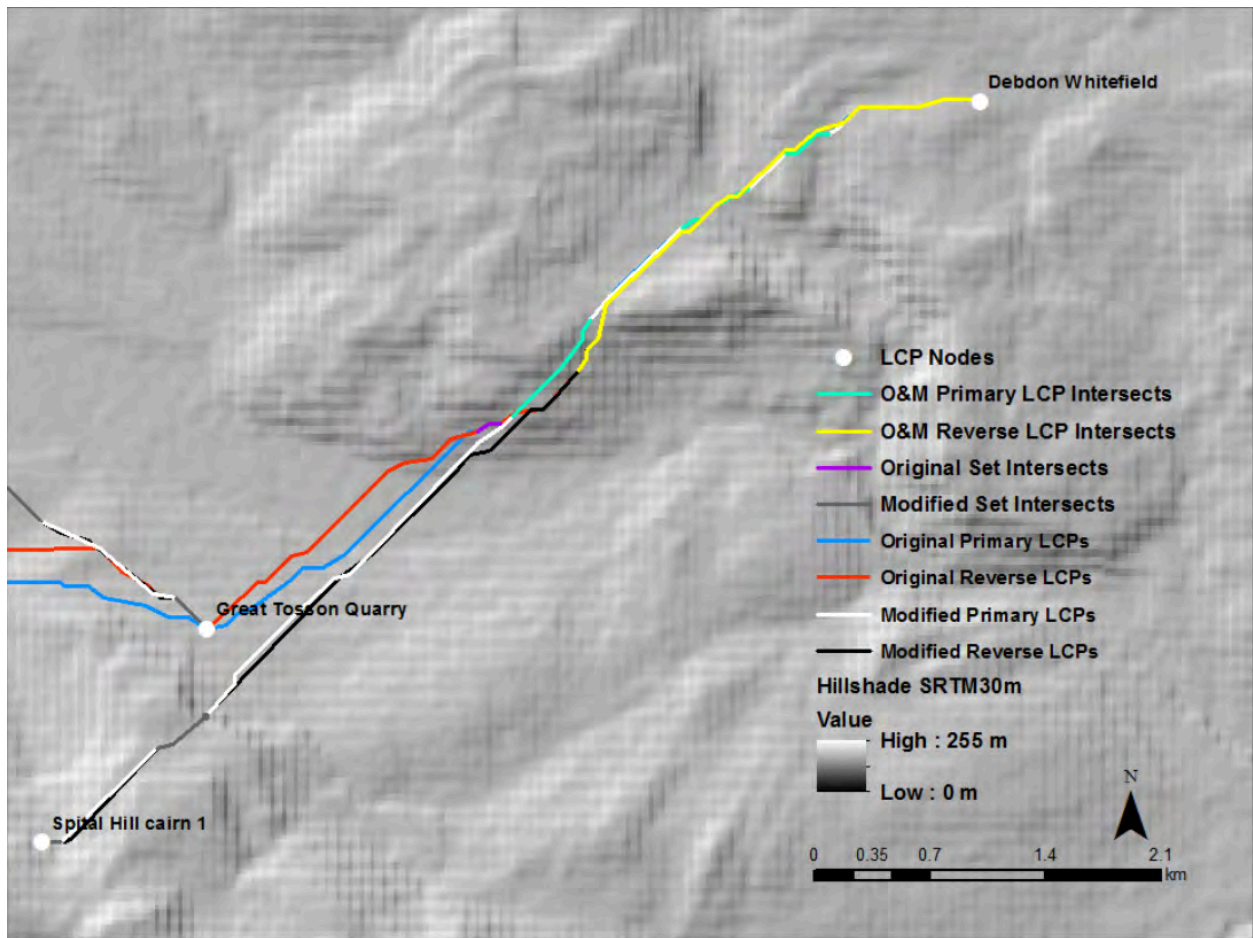 Debdon Whitefield
LCP Nodes
O&M Primary LCP Intersects
O&M Reverse LCP Intersects
Original Set Intersects
Modified Set Intersects
Original Primary LCPs
Original Reverse LCPs
Great Tosson Quarry
Modified Primary LCPs
Modified Reverse LCPs
Hillshade SRTM30m
Value
High : 255 m
Low : 0 m
N
Spital Hill cairn 1
0 0.35 0.7 1.4 2.1
km